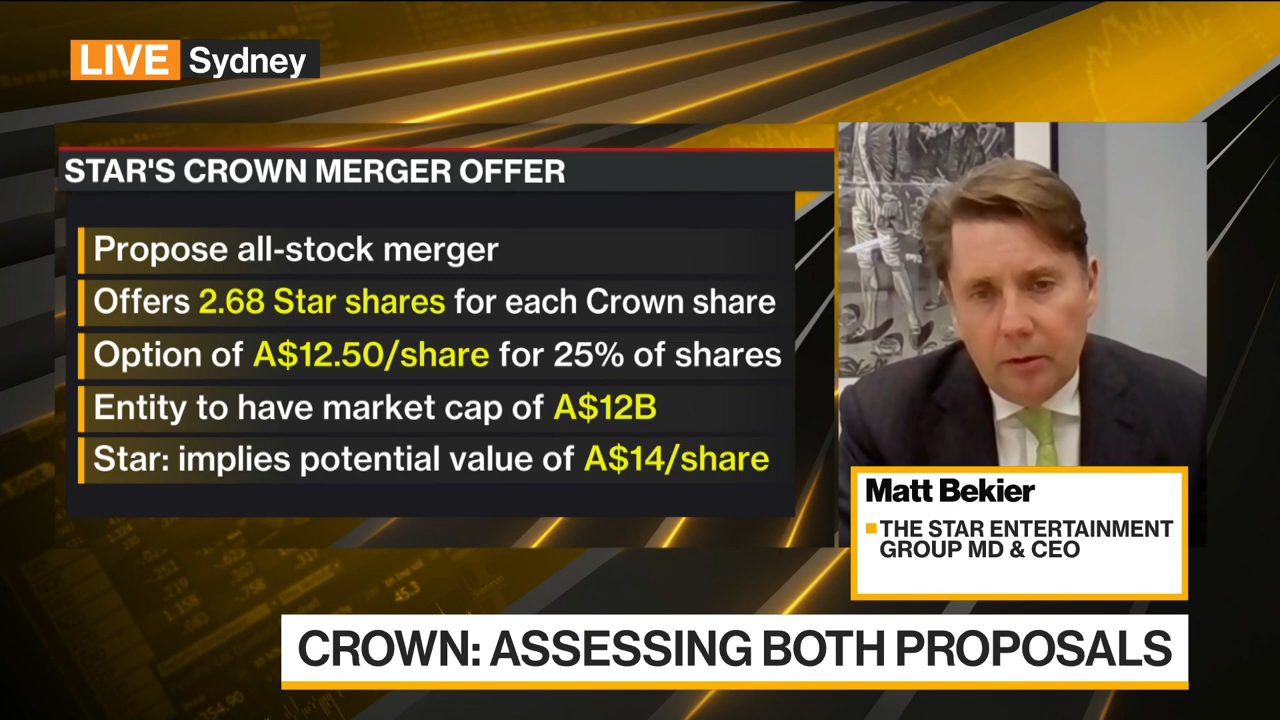 LIVE Sydney
STAR'S CROWN MERGER OFFER
Propose all-stock merger
Offers 2.68 Star shares for each Crown share
Option of A$12.50/share for 25% of shares
Entity to have market cap of A$12B
Star: implies potential value of A$14/share
Matt Bekier
THE STAR ENTERTAINMENT
GROUP MD & CEO
CROWN: ASSESSING BOTH PROPOSALS